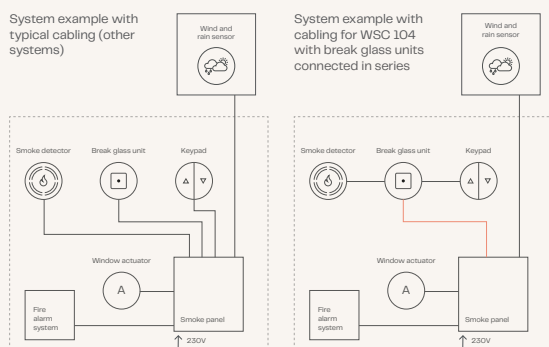 System example with
typical cabling (other
systems)
Wind and
rain sensor
Smoke detector
Break glass unit
Keypad
Window actuator
A
Fire
alarm
system
Smoke panel
230V
System example with
cabling for WSC 104
with break glass units
connected in series
Wind and
rain sensor
Smoke detector
Break glass unit
Keypad
Window actuator
A
Fire
alarm
system
Smoke panel
230V